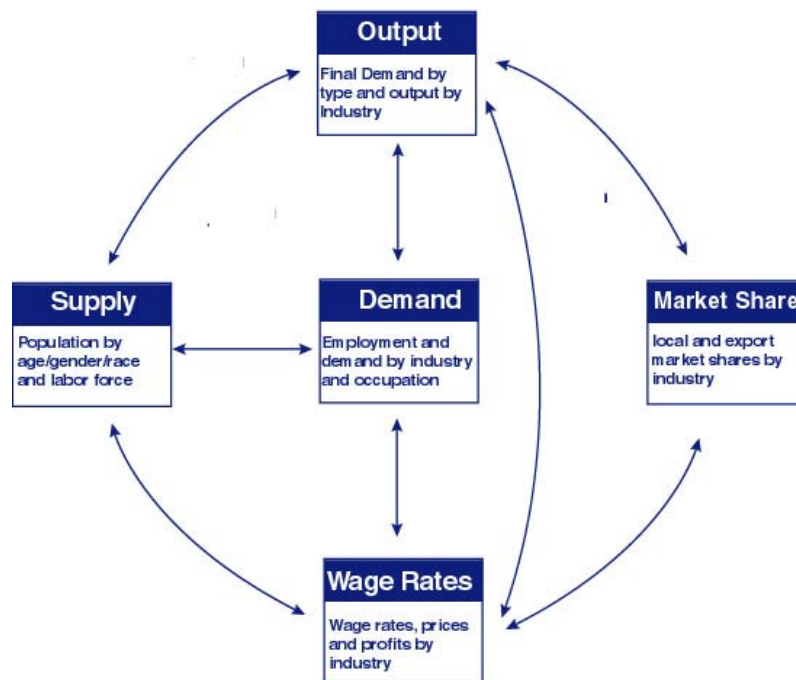 Output
Final Demand by
type and output by
Industry
Supply
Population by
age/gender/race
and labor force
Demand
Employment and
demand by industry
and occupation
Market Share
local and export
market shares by
industry
Wage Rates
Wage rates, prices
and profits by
industry